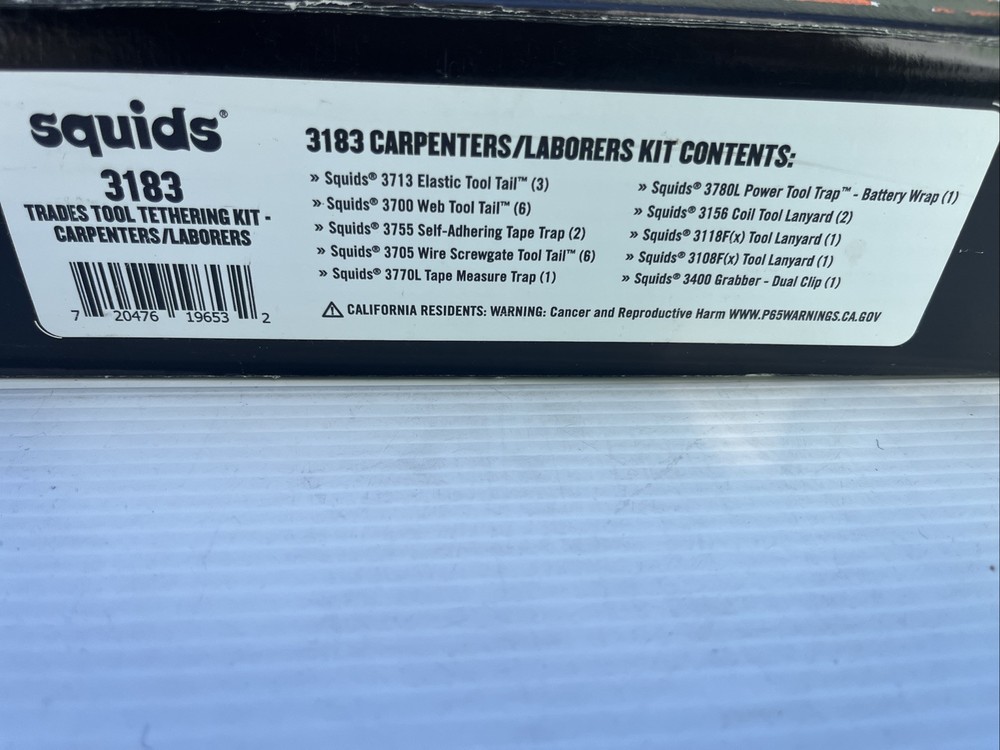 squids®
3183
TRADES TOOL TETHERING KIT -
CARPENTERS/LABORERS
7 20476 19653 2
3183 CARPENTERS/LABORERS KIT CONTENTS:
» Squids® 3713 Elastic Tool Tail™ (3)
» Squids® 3700 Web Tool Tail™ (6)
» Squids® 3755 Self-Adhering Tape Trap (2)
» Squids® 3705 Wire Screwgate Tool Tail™ (6)
» Squids® 3770L Tape Measure Trap (1)
» Squids® 3780L Power Tool Trap™ - Battery Wrap (1)
» Squids® 3156 Coil Tool Lanyard (2)
» Squids® 3118F(x) Tool Lanyard (1)
» Squids® 3108F(x) Tool Lanyard (1)
» Squids® 3400 Grabber - Dual Clip (1)
⚠ CALIFORNIA RESIDENTS: WARNING: Cancer and Reproductive Harm WWW.P65WARNINGS.CA.GOV